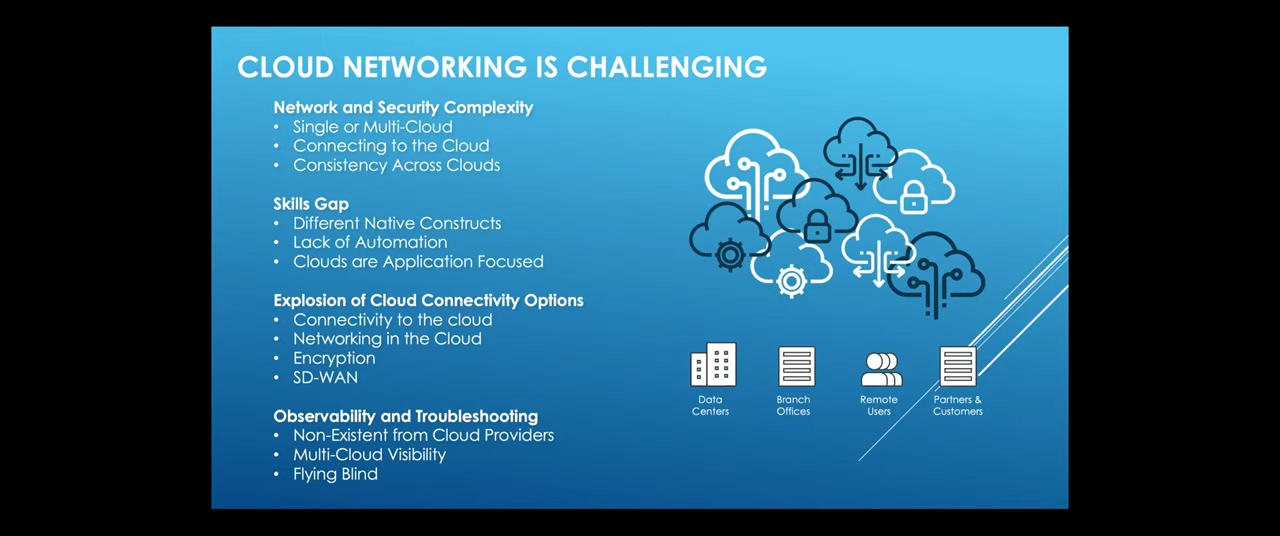 CLOUD NETWORKING IS CHALLENGING
Network and Security Complexity
• Single or Multi-Cloud
• Connecting to the Cloud
• Consistency Across Clouds
Skills Gap
• Different Native Constructs
• Lack of Automation
• Clouds are Application Focused
Explosion of Cloud Connectivity Options
• Connectivity to the cloud
• Networking in the Cloud
• Encryption
• SD-WAN
Observability and Troubleshooting
• Non-Existent from Cloud Providers
• Multi-Cloud Visibility
• Flying Blind
Data
Centers
Branch
Offices
Remote
Users
Partners &
Customers